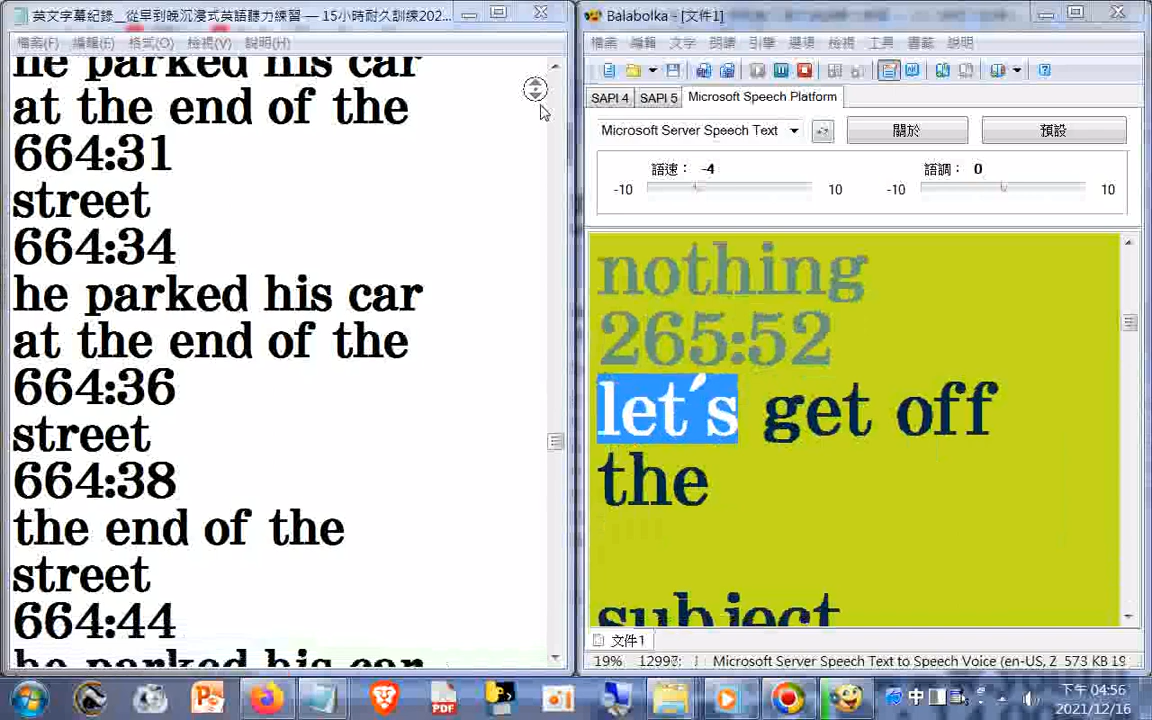 英文字幕紀錄__從早到晚沉浸式英語聽力練習 — 15小時耐久訓練202...
檔案(F) 編輯(E) 格式(O) 檢視(V) 說明(H)
he parked his car
at the end of the
664:31
street
664:34
he parked his car
at the end of the
664:36
street
664:38
the end of the
street
664:44
he parked his car
Balabolka - [文件1]
檔案 編輯 文字 朗讀 引擎 選項 檢視 工具 書籤 說明
SAPI 4 SAPI 5 Microsoft Speech Platform
Microsoft Server Speech Text
關於
預設
語速： -4
語調： 0
-10 10
-10 10
nothing
265:52
let´s get off
the
subject
文件1
19% 12997: Microsoft Server Speech Text to Speech Voice (en-US, Z 573 KB 19
PDF
中
下午 04:56
2021/12/16